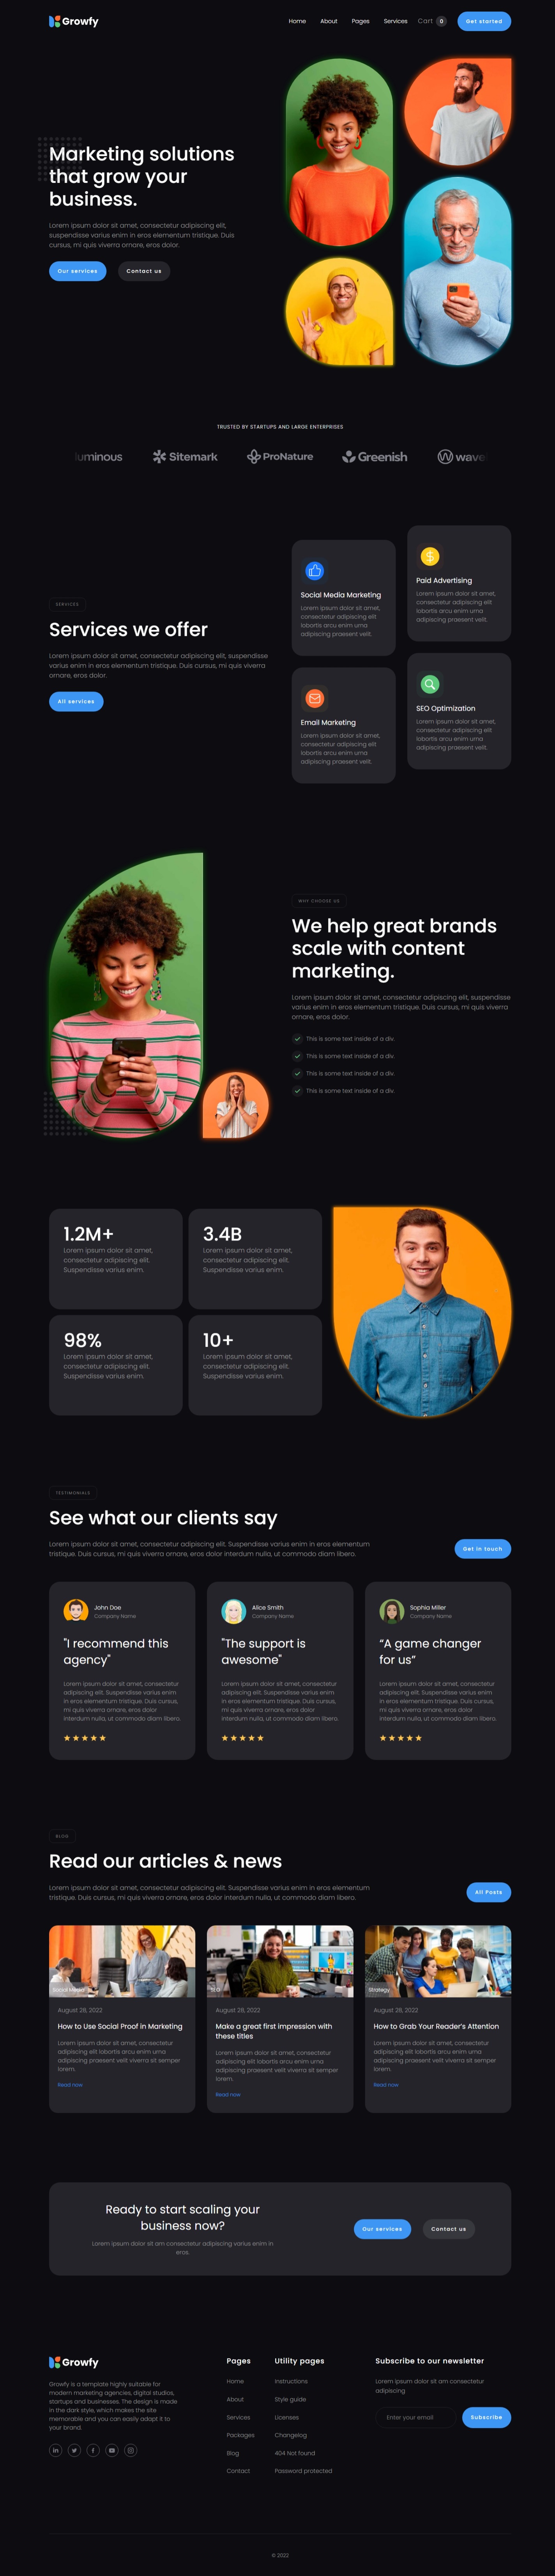 Growfy
Home
About
Pages
Services
Cart 0
Get started
Marketing solutions
that grow your
business.
Lorem ipsum dolor sit amet, consectetur adipiscing elit,
suspendisse varius enim in eros elementum tristique. Duis
cursus, mi quis viverra ornare, eros dolor.
Our services
Contact us
TRUSTED BY STARTUPS AND LARGE ENTERPRISES
luminous
Sitemark
ProNature
Greenish
wave
SERVICES
Services we offer
Lorem ipsum dolor sit amet, consectetur adipiscing elit, suspendisse
varius enim in eros elementum tristique. Duis cursus, mi quis viverra
ornare, eros dolor.
All services
Social Media Marketing
Lorem ipsum dolor sit amet,
consectetur adipiscing elit
lobortis arcu enim urna
adipiscing praesent velit.
Paid Advertising
Lorem ipsum dolor sit amet,
consectetur adipiscing elit
lobortis arcu enim urna
adipiscing praesent velit.
Email Marketing
Lorem ipsum dolor sit amet,
consectetur adipiscing elit
lobortis arcu enim urna
adipiscing praesent velit.
SEO Optimization
Lorem ipsum dolor sit amet,
consectetur adipiscing elit
lobortis arcu enim urna
adipiscing praesent velit.
WHY CHOOSE US
We help great brands
scale with content
marketing.
Lorem ipsum dolor sit amet, consectetur adipiscing elit, suspendisse
varius enim in eros elementum tristique. Duis cursus, mi quis viverra
ornare, eros dolor.
This is some text inside of a div.
This is some text inside of a div.
This is some text inside of a div.
This is some text inside of a div.
1.2M+
Lorem ipsum dolor sit amet,
consectetur adipiscing elit.
Suspendisse varius enim.
3.4B
Lorem ipsum dolor sit amet,
consectetur adipiscing elit.
Suspendisse varius enim.
98%
Lorem ipsum dolor sit amet,
consectetur adipiscing elit.
Suspendisse varius enim.
10+
Lorem ipsum dolor sit amet,
consectetur adipiscing elit.
Suspendisse varius enim.
TESTIMONIALS
See what our clients say
Lorem ipsum dolor sit amet, consectetur adipiscing elit. Suspendisse varius enim in eros elementum
tristique. Duis cursus, mi quis viverra ornare, eros dolor interdum nulla, ut commodo diam libero.
Get in touch
John Doe
Company Name
"I recommend this
agency"
Lorem ipsum dolor sit amet, consectetur
adipiscing elit. Suspendisse varius enim
in eros elementum tristique. Duis cursus,
mi quis viverra ornare, eros dolor
interdum nulla, ut commodo diam libero.
Alice Smith
Company Name
"The support is
awesome"
Lorem ipsum dolor sit amet, consectetur
adipiscing elit. Suspendisse varius enim
in eros elementum tristique. Duis cursus,
mi quis viverra ornare, eros dolor
interdum nulla, ut commodo diam libero.
Sophia Miller
Company Name
“A game changer
for us”
Lorem ipsum dolor sit amet, consectetur
adipiscing elit. Suspendisse varius enim
in eros elementum tristique. Duis cursus,
mi quis viverra ornare, eros dolor
interdum nulla, ut commodo diam libero.
BLOG
Read our articles & news
Lorem ipsum dolor sit amet, consectetur adipiscing elit. Suspendisse varius enim in eros elementum
tristique. Duis cursus, mi quis viverra ornare, eros dolor interdum nulla, ut commodo diam libero.
All Posts
Social Media
August 28, 2022
How to Use Social Proof in Marketing
Lorem ipsum dolor sit amet, consectetur
adipiscing elit lobortis arcu enim urna
adipiscing praesent velit viverra sit semper
lorem.
Read now
SEO
August 28, 2022
Make a great first impression with
these titles
Lorem ipsum dolor sit amet, consectetur
adipiscing elit lobortis arcu enim urna
adipiscing praesent velit viverra sit semper
lorem.
Read now
Strategy
August 28, 2022
How to Grab Your Reader's Attention
Lorem ipsum dolor sit amet, consectetur
adipiscing elit lobortis arcu enim urna
adipiscing praesent velit viverra sit semper
lorem.
Read now
Ready to start scaling your
business now?
Lorem ipsum dolor sit am consectetur adipiscing varius enim in
eros.
Our services
Contact us
Growfy
Growfy is a template highly suitable for
modern marketing agencies, digital studios,
startups and businesses. The design is made
in the dark style, which makes the site
memorable and you can easily adapt it to
your brand.
Pages
Home
About
Services
Packages
Blog
Contact
Utility pages
Instructions
Style guide
Licenses
Changelog
404 Not found
Password protected
Subscribe to our newsletter
Lorem ipsum dolor sit am consectetur
adipiscing
Enter your email
Subscribe
© 2022